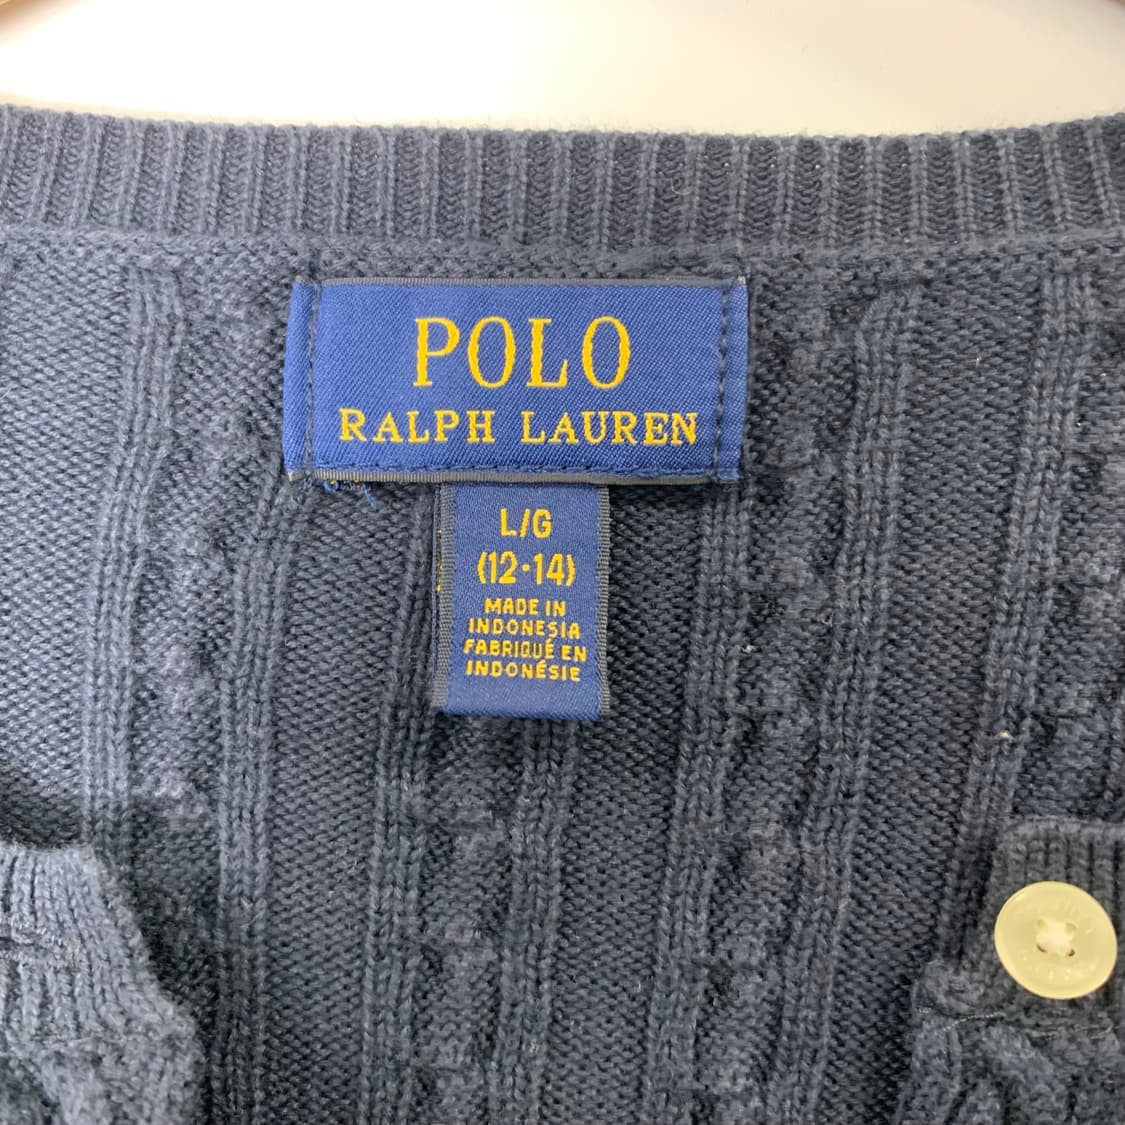 POLO
RALPH LAUREN
L/G
(12·14)
MADE IN
INDONESIA
FABRIQUÉ EN
INDONÉSIE